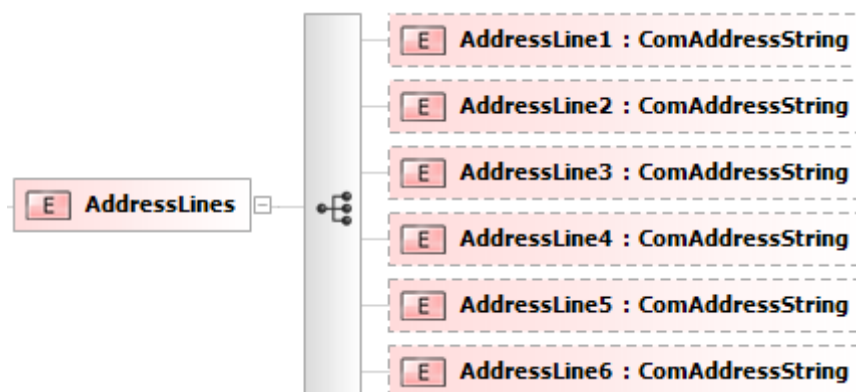 E AddressLine1 : ComAddressString
E AddressLine2 : ComAddressString
E AddressLine3 : ComAddressString
E AddressLines
E AddressLine4 : ComAddressString
E AddressLine5 : ComAddressString
E AddressLine6 : ComAddressString